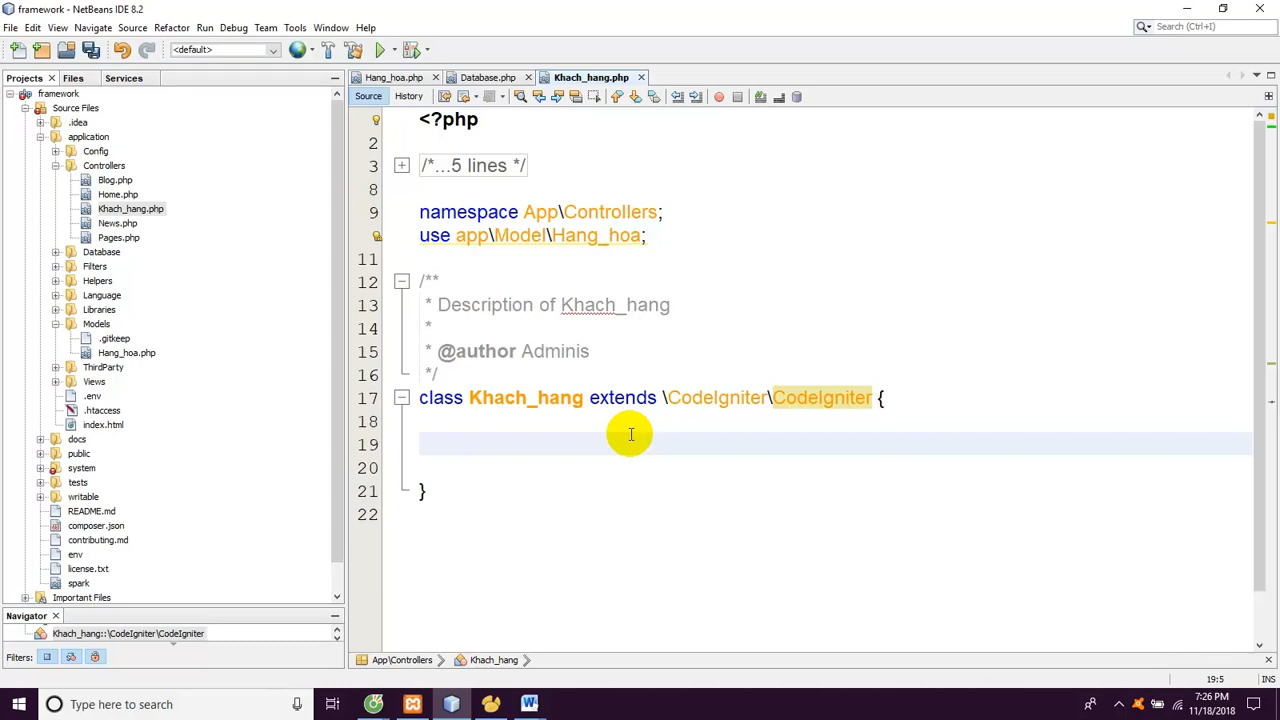 framework - NetBeans IDE 8.2
File Edit View Navigate Source Refactor Run Debug Team Tools Window Help
Search (Ctrl+I)
<default>
Projects Files Services
Hang_hoa.php Database.php Khach_hang.php
Source History
framework
Source Files
.idea
application
Config
Controllers
Blog.php
Home.php
Khach_hang.php
News.php
Pages.php
Database
Filters
Helpers
Language
Libraries
Models
.gitkeep
Hang_hoa.php
ThirdParty
Views
.env
.htaccess
index.html
docs
public
system
tests
writable
README.md
composer.json
contributing.md
env
license.txt
spark
Important Files
Navigator
Khach_hang::\CodeIgniter\CodeIgniter
Filters:
<?php
2
3 /*...5 lines */
8
9 namespace App\Controllers;
use app\Model\Hang_hoa;
11
12 /**
13 * Description of Khach_hang
14 *
15 * @author Adminis
16 */
17 class Khach_hang extends \CodeIgniter\CodeIgniter {
18
19
20
21 }
22
App\Controllers Khach_hang
19:5 INS
Type here to search
7:26 PM
11/18/2018